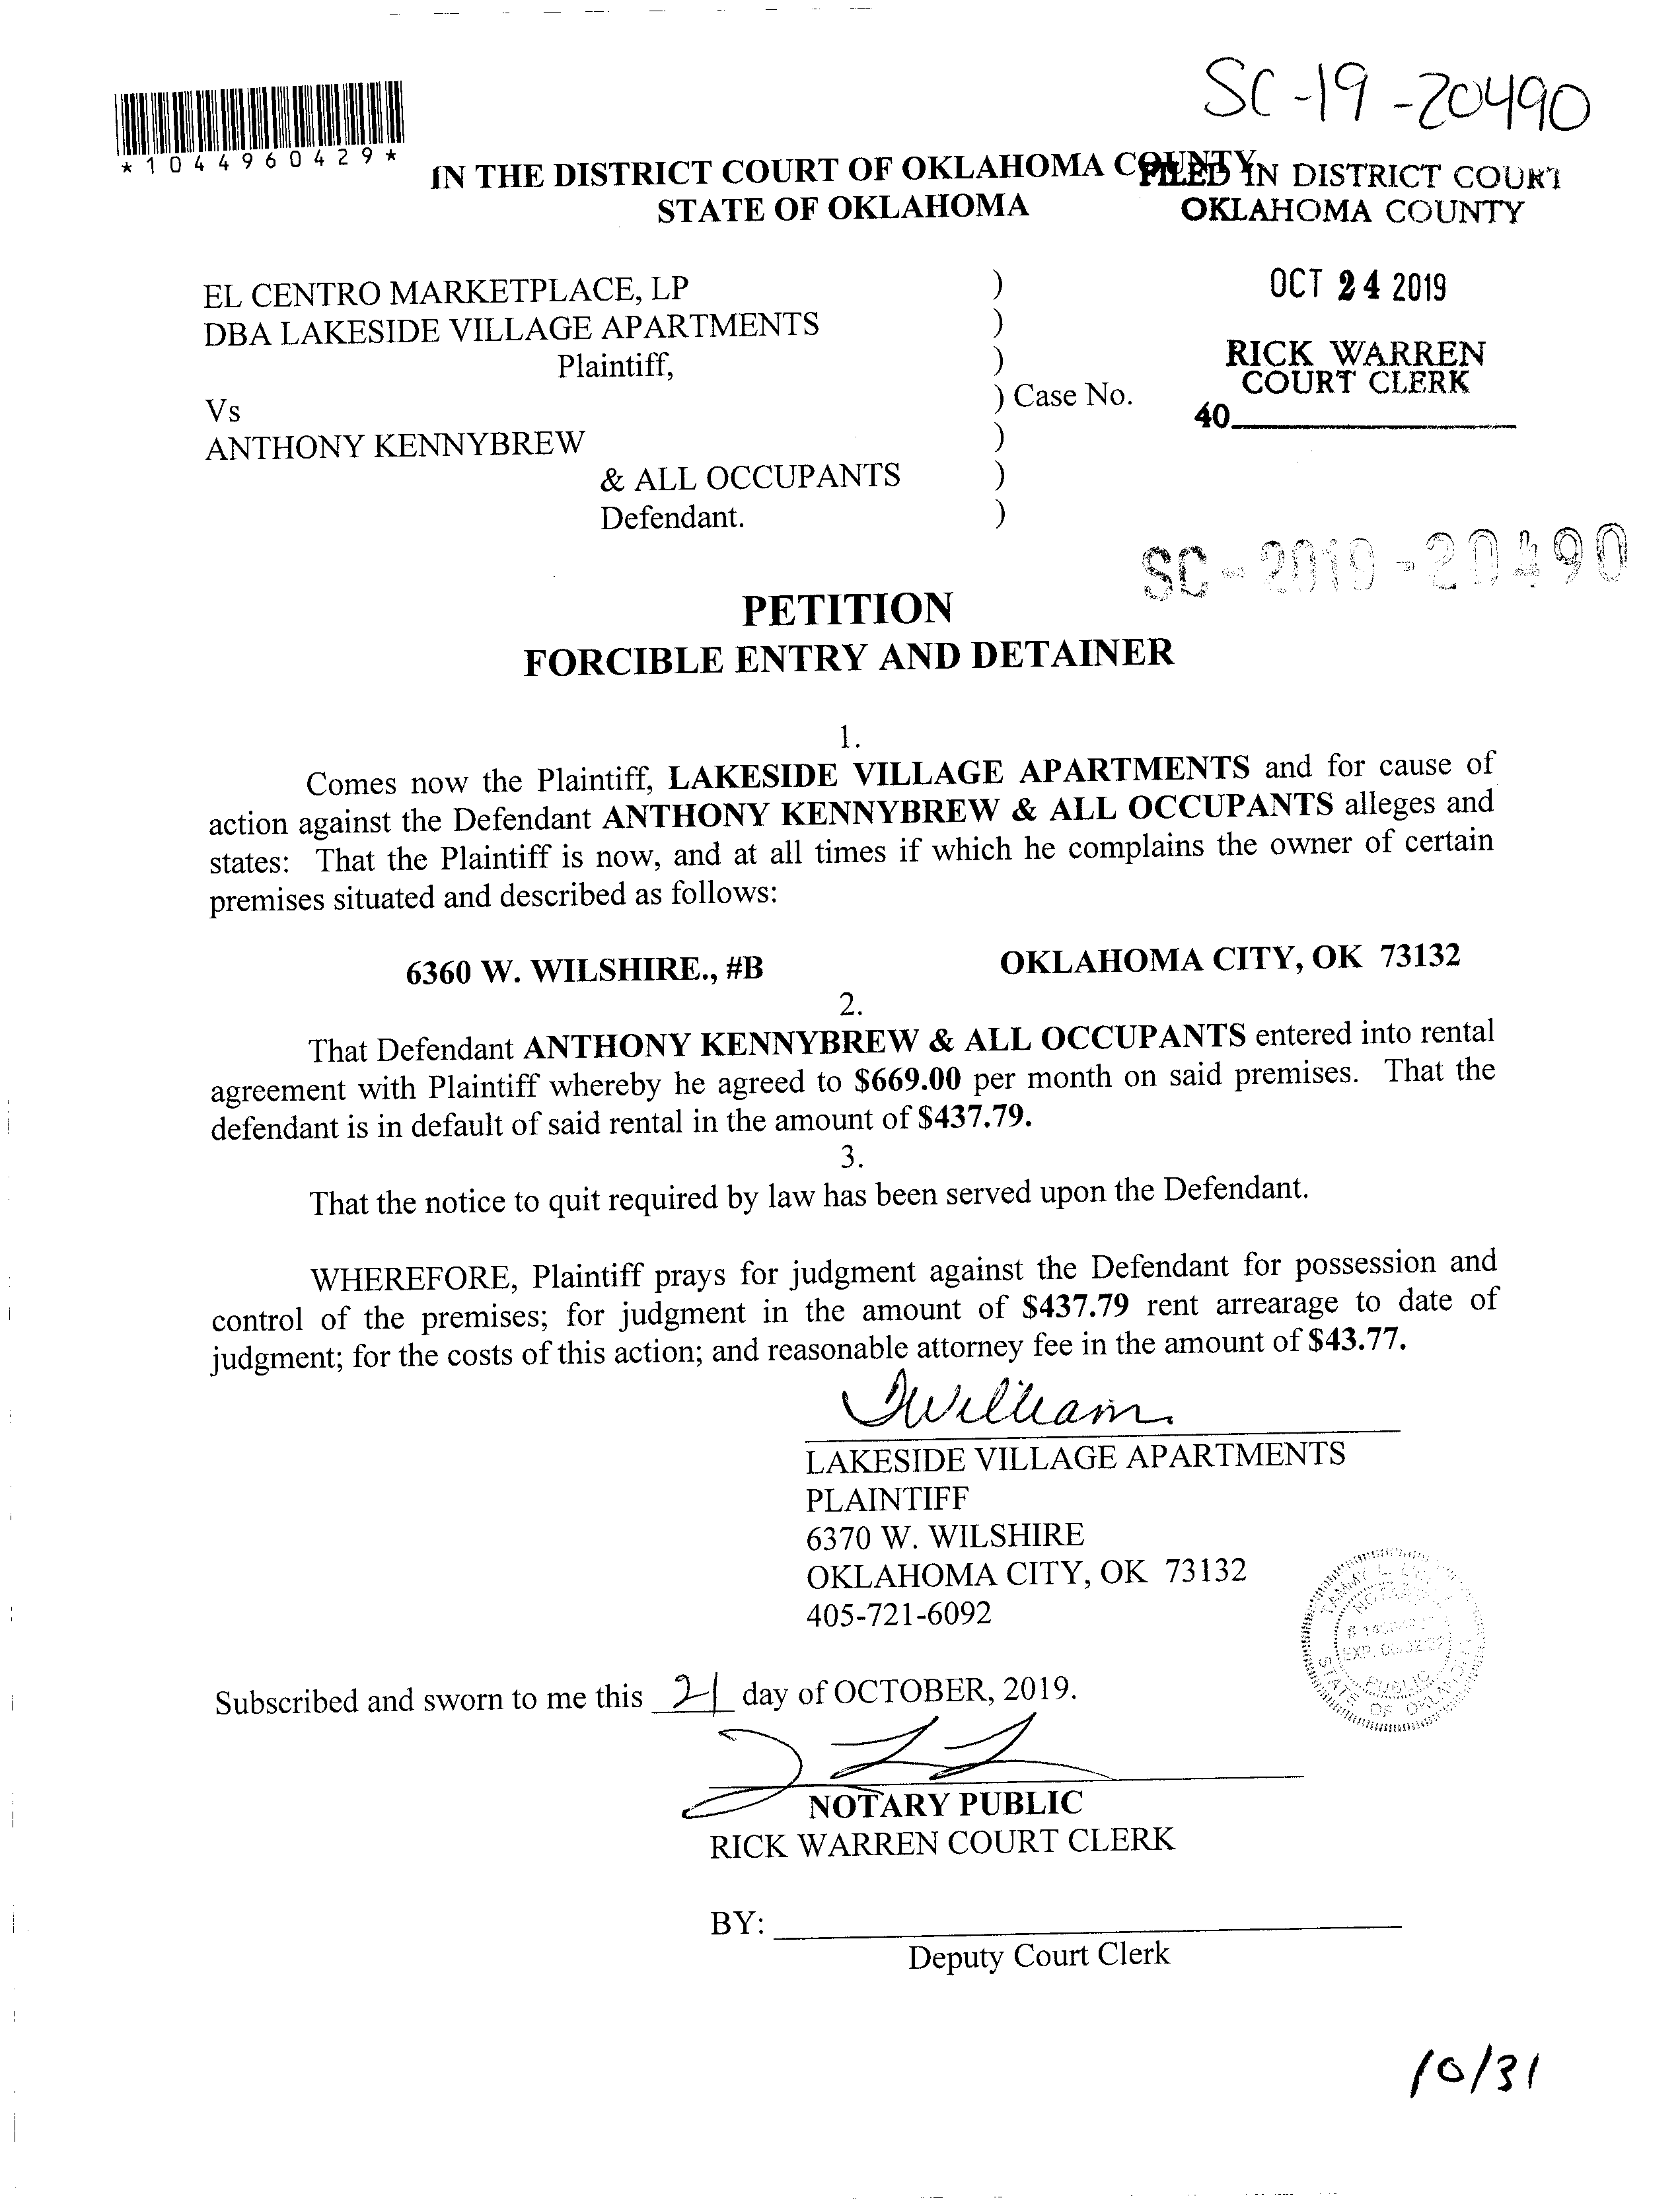 SC-19-20490
*1044960429*
IN THE DISTRICT COURT OF OKLAHOMA COUNTY
STATE OF OKLAHOMA
FILED IN DISTRICT COURT
OKLAHOMA COUNTY
OCT 24 2019
RICK WARREN
COURT CLERK
40
EL CENTRO MARKETPLACE, LP )
DBA LAKESIDE VILLAGE APARTMENTS )
Plaintiff, )
Vs ) Case No.
ANTHONY KENNYBREW )
& ALL OCCUPANTS )
Defendant. )
SC-2019-20490
PETITION
FORCIBLE ENTRY AND DETAINER
1.
Comes now the Plaintiff, LAKESIDE VILLAGE APARTMENTS and for cause of
action against the Defendant ANTHONY KENNYBREW & ALL OCCUPANTS alleges and
states: That the Plaintiff is now, and at all times if which he complains the owner of certain
premises situated and described as follows:
6360 W. WILSHIRE., #B OKLAHOMA CITY, OK 73132
2.
That Defendant ANTHONY KENNYBREW & ALL OCCUPANTS entered into rental
agreement with Plaintiff whereby he agreed to $669.00 per month on said premises. That the
defendant is in default of said rental in the amount of $437.79.
3.
That the notice to quit required by law has been served upon the Defendant.
WHEREFORE, Plaintiff prays for judgment against the Defendant for possession and
control of the premises; for judgment in the amount of $437.79 rent arrearage to date of
judgment; for the costs of this action; and reasonable attorney fee in the amount of $43.77.
LAKESIDE VILLAGE APARTMENTS
PLAINTIFF
6370 W. WILSHIRE
OKLAHOMA CITY, OK 73132
405-721-6092
TAMMY L.
NOTARY
EXP.
PUBLIC
STATE OF OKLAHOMA
Subscribed and sworn to me this 21 day of OCTOBER, 2019.
NOTARY PUBLIC
RICK WARREN COURT CLERK
BY:
Deputy Court Clerk
10/31